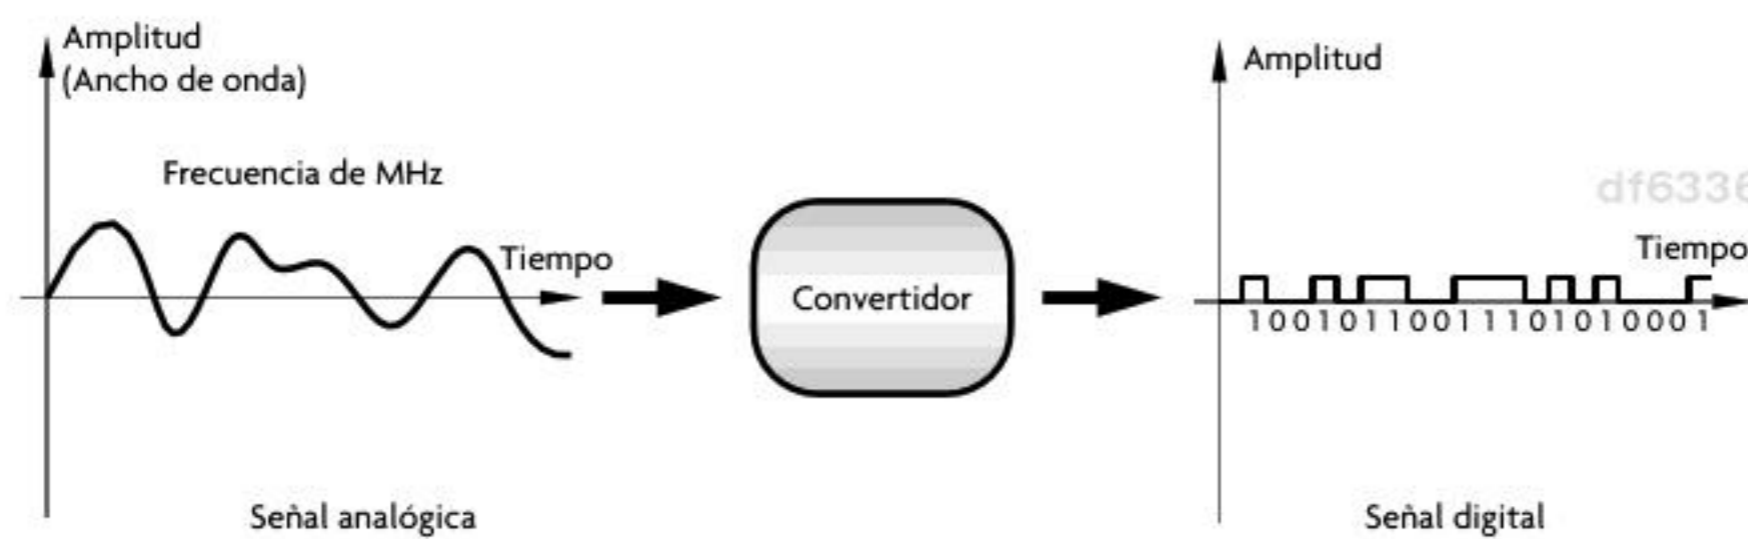 Amplitud
(Ancho de onda)
Frecuencia de MHz
Tiempo
Señal analógica
Convertidor
Amplitud
df6336
Tiempo
1 0 0 1 0 1 1 0 0 1 1 1 0 1 0 1 0 0 0 1
Señal digital